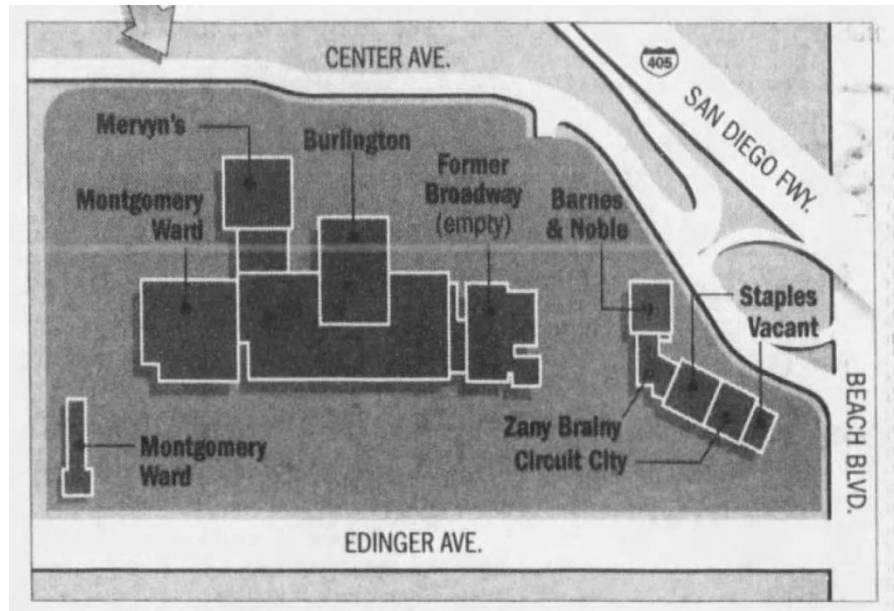 CENTER AVE.
405
SAN DIEGO FWY.
Mervyn's
Burlington
Former
Broadway
(empty)
Montgomery
Ward
Barnes
& Noble
Staples
Vacant
Zany Brainy
Circuit City
Montgomery
Ward
BEACH BLVD.
EDINGER AVE.